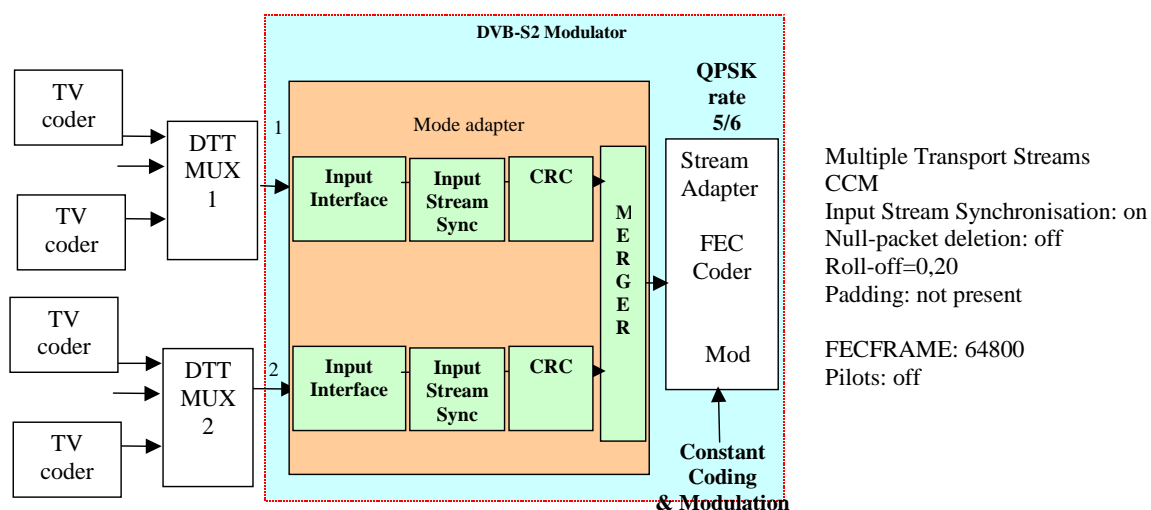 DVB-S2 Modulator
TV
coder
TV
coder
DTT
MUX
1
1
Mode adapter
Input
Interface
Input
Stream
Sync
CRC
M
E
R
G
E
R
QPSK
rate
5/6
Stream
Adapter
FEC
Coder
Mod
TV
coder
TV
coder
DTT
MUX
2
2
Input
Interface
Input
Stream
Sync
CRC
Constant
Coding
& Modulation
Multiple Transport Streams
CCM
Input Stream Synchronisation: on
Null-packet deletion: off
Roll-off=0,20
Padding: not present
FECFRAME: 64800
Pilots: off